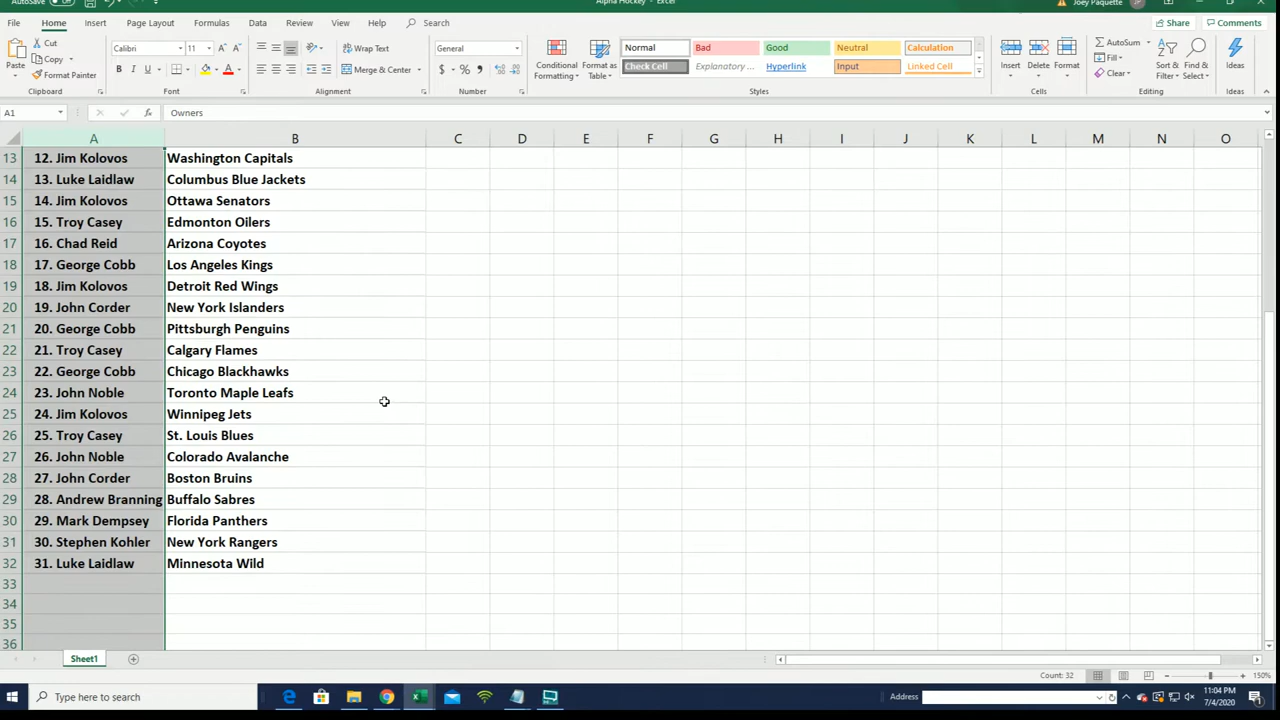 AutoSave Off Alpha Hockey - Excel Joey Paquette JP
File Home Insert Page Layout Formulas Data Review View Help Search Share Comments
Paste Cut Copy Format Painter Clipboard
Calibri 11 A A B I U A Font
Wrap Text Merge & Center Alignment
General $ % , Number
Conditional Formatting Format as Table
Normal Bad Good Neutral Calculation
Check Cell Explanatory ... Hyperlink Input Linked Cell
Styles
Insert Delete Format Cells
AutoSum Fill Clear Sort & Filter Find & Select Editing
Ideas Ideas
A1 fx Owners
A B C D E F G H I J K L M N O
13 12. Jim Kolovos Washington Capitals
14 13. Luke Laidlaw Columbus Blue Jackets
15 14. Jim Kolovos Ottawa Senators
16 15. Troy Casey Edmonton Oilers
17 16. Chad Reid Arizona Coyotes
18 17. George Cobb Los Angeles Kings
19 18. Jim Kolovos Detroit Red Wings
20 19. John Corder New York Islanders
21 20. George Cobb Pittsburgh Penguins
22 21. Troy Casey Calgary Flames
23 22. George Cobb Chicago Blackhawks
24 23. John Noble Toronto Maple Leafs
25 24. Jim Kolovos Winnipeg Jets
26 25. Troy Casey St. Louis Blues
27 26. John Noble Colorado Avalanche
28 27. John Corder Boston Bruins
29 28. Andrew Branning Buffalo Sabres
30 29. Mark Dempsey Florida Panthers
31 30. Stephen Kohler New York Rangers
32 31. Luke Laidlaw Minnesota Wild
33
34
35
36
Sheet1
Count: 32 150%
Type here to search Address 11:04 PM
7/4/2020